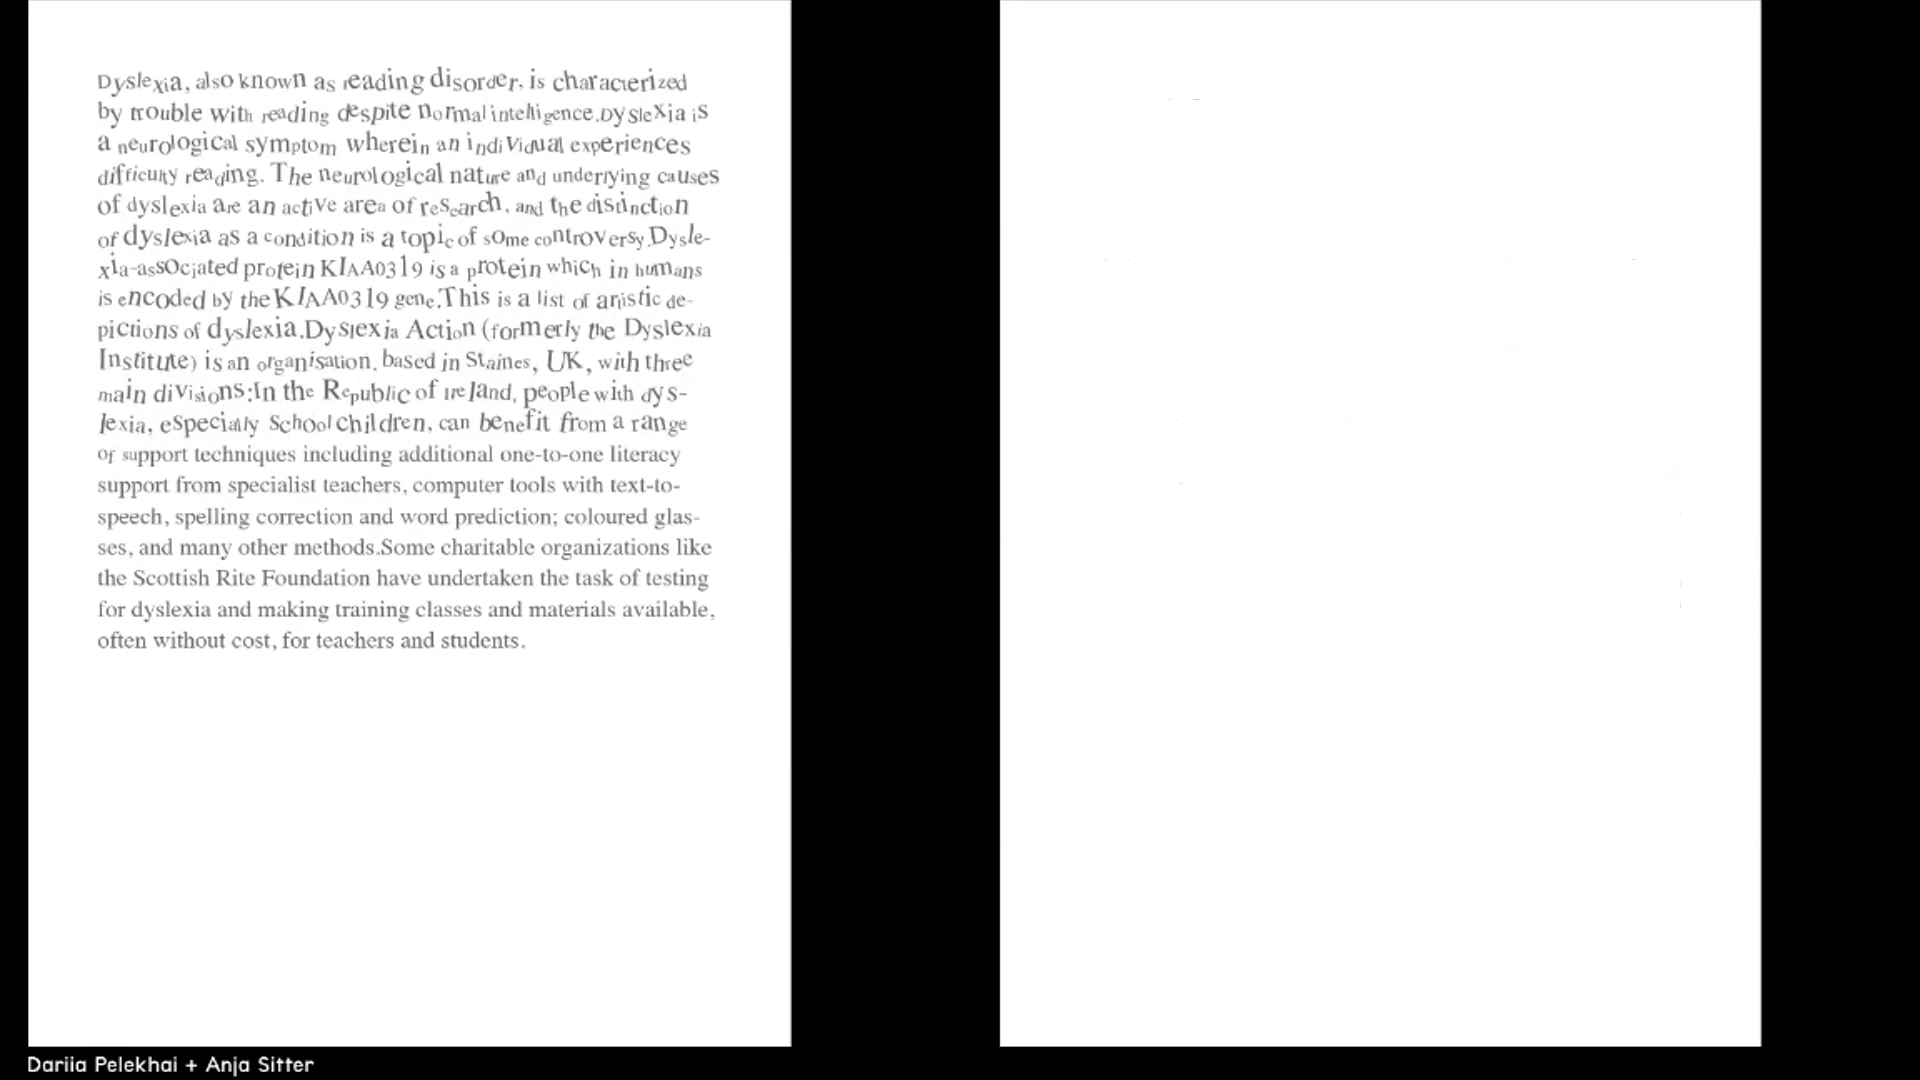 Dyslexia, also known as reading disorder, is characterized
by trouble with reading despite normal intelligence.Dyslexia is
a neurological symptom wherein an individual experiences
difficulty reading. The neurological nature and underlying causes
of dyslexia are an active area of research, and the distinction
of dyslexia as a condition is a topic of some controversy.Dysle-
xia-associated protein KIAA0319 is a protein which in humans
is encoded by the KIAA0319 gene.This is a list of artistic de-
pictions of dyslexia.Dyslexia Action (formerly the Dyslexia
Institute) is an organisation, based in Staines, UK, with three
main divisions:In the Republic of Ireland, people with dys-
lexia, especially School children, can benefit from a range
of support techniques including additional one-to-one literacy
support from specialist teachers, computer tools with text-to-
speech, spelling correction and word prediction; coloured glas-
ses, and many other methods.Some charitable organizations like
the Scottish Rite Foundation have undertaken the task of testing
for dyslexia and making training classes and materials available,
often without cost, for teachers and students.
Dariia Pelekhai + Anja Sitter